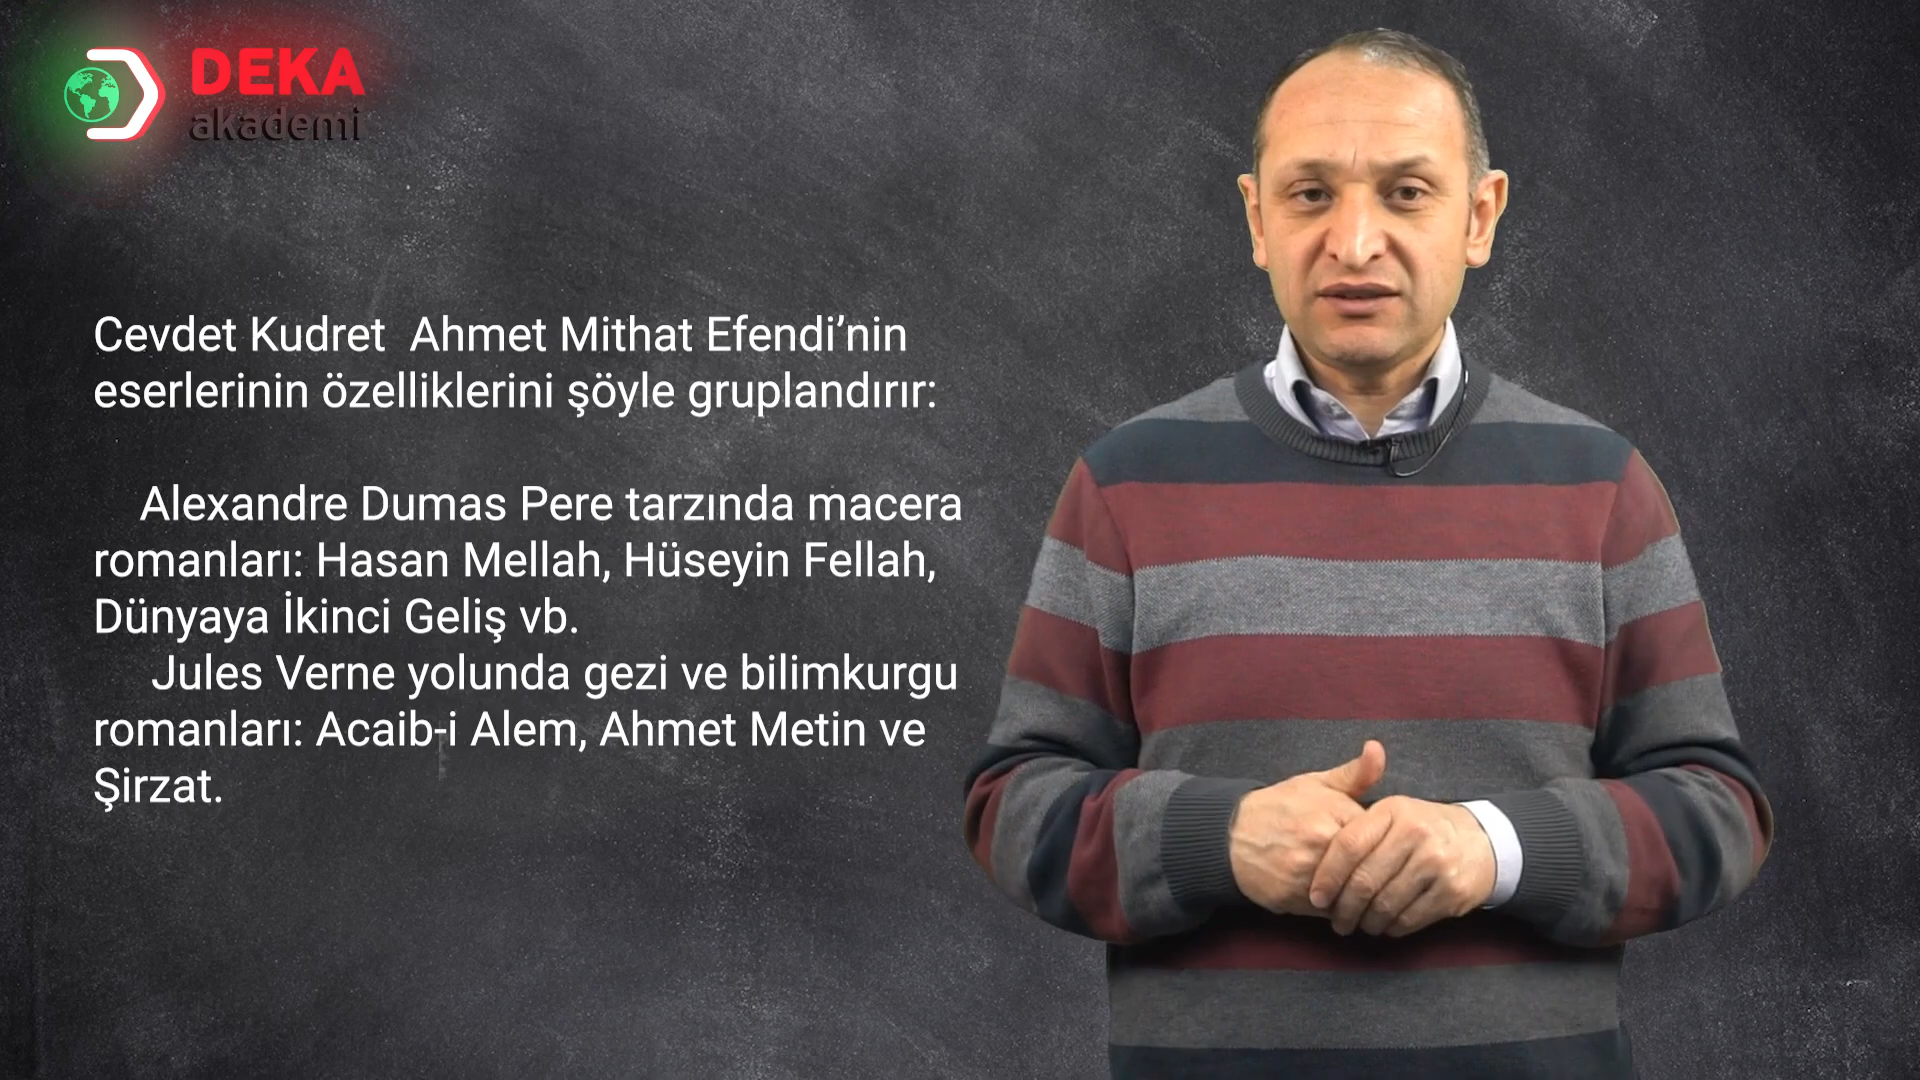 DEKA
akademi
Cevdet Kudret  Ahmet Mithat Efendi’nin
eserlerinin özelliklerini şöyle gruplandırır:
Alexandre Dumas Pere tarzında macera
romanları: Hasan Mellah, Hüseyin Fellah,
Dünyaya İkinci Geliş vb.
Jules Verne yolunda gezi ve bilimkurgu
romanları: Acaib-i Alem, Ahmet Metin ve
Şirzat.